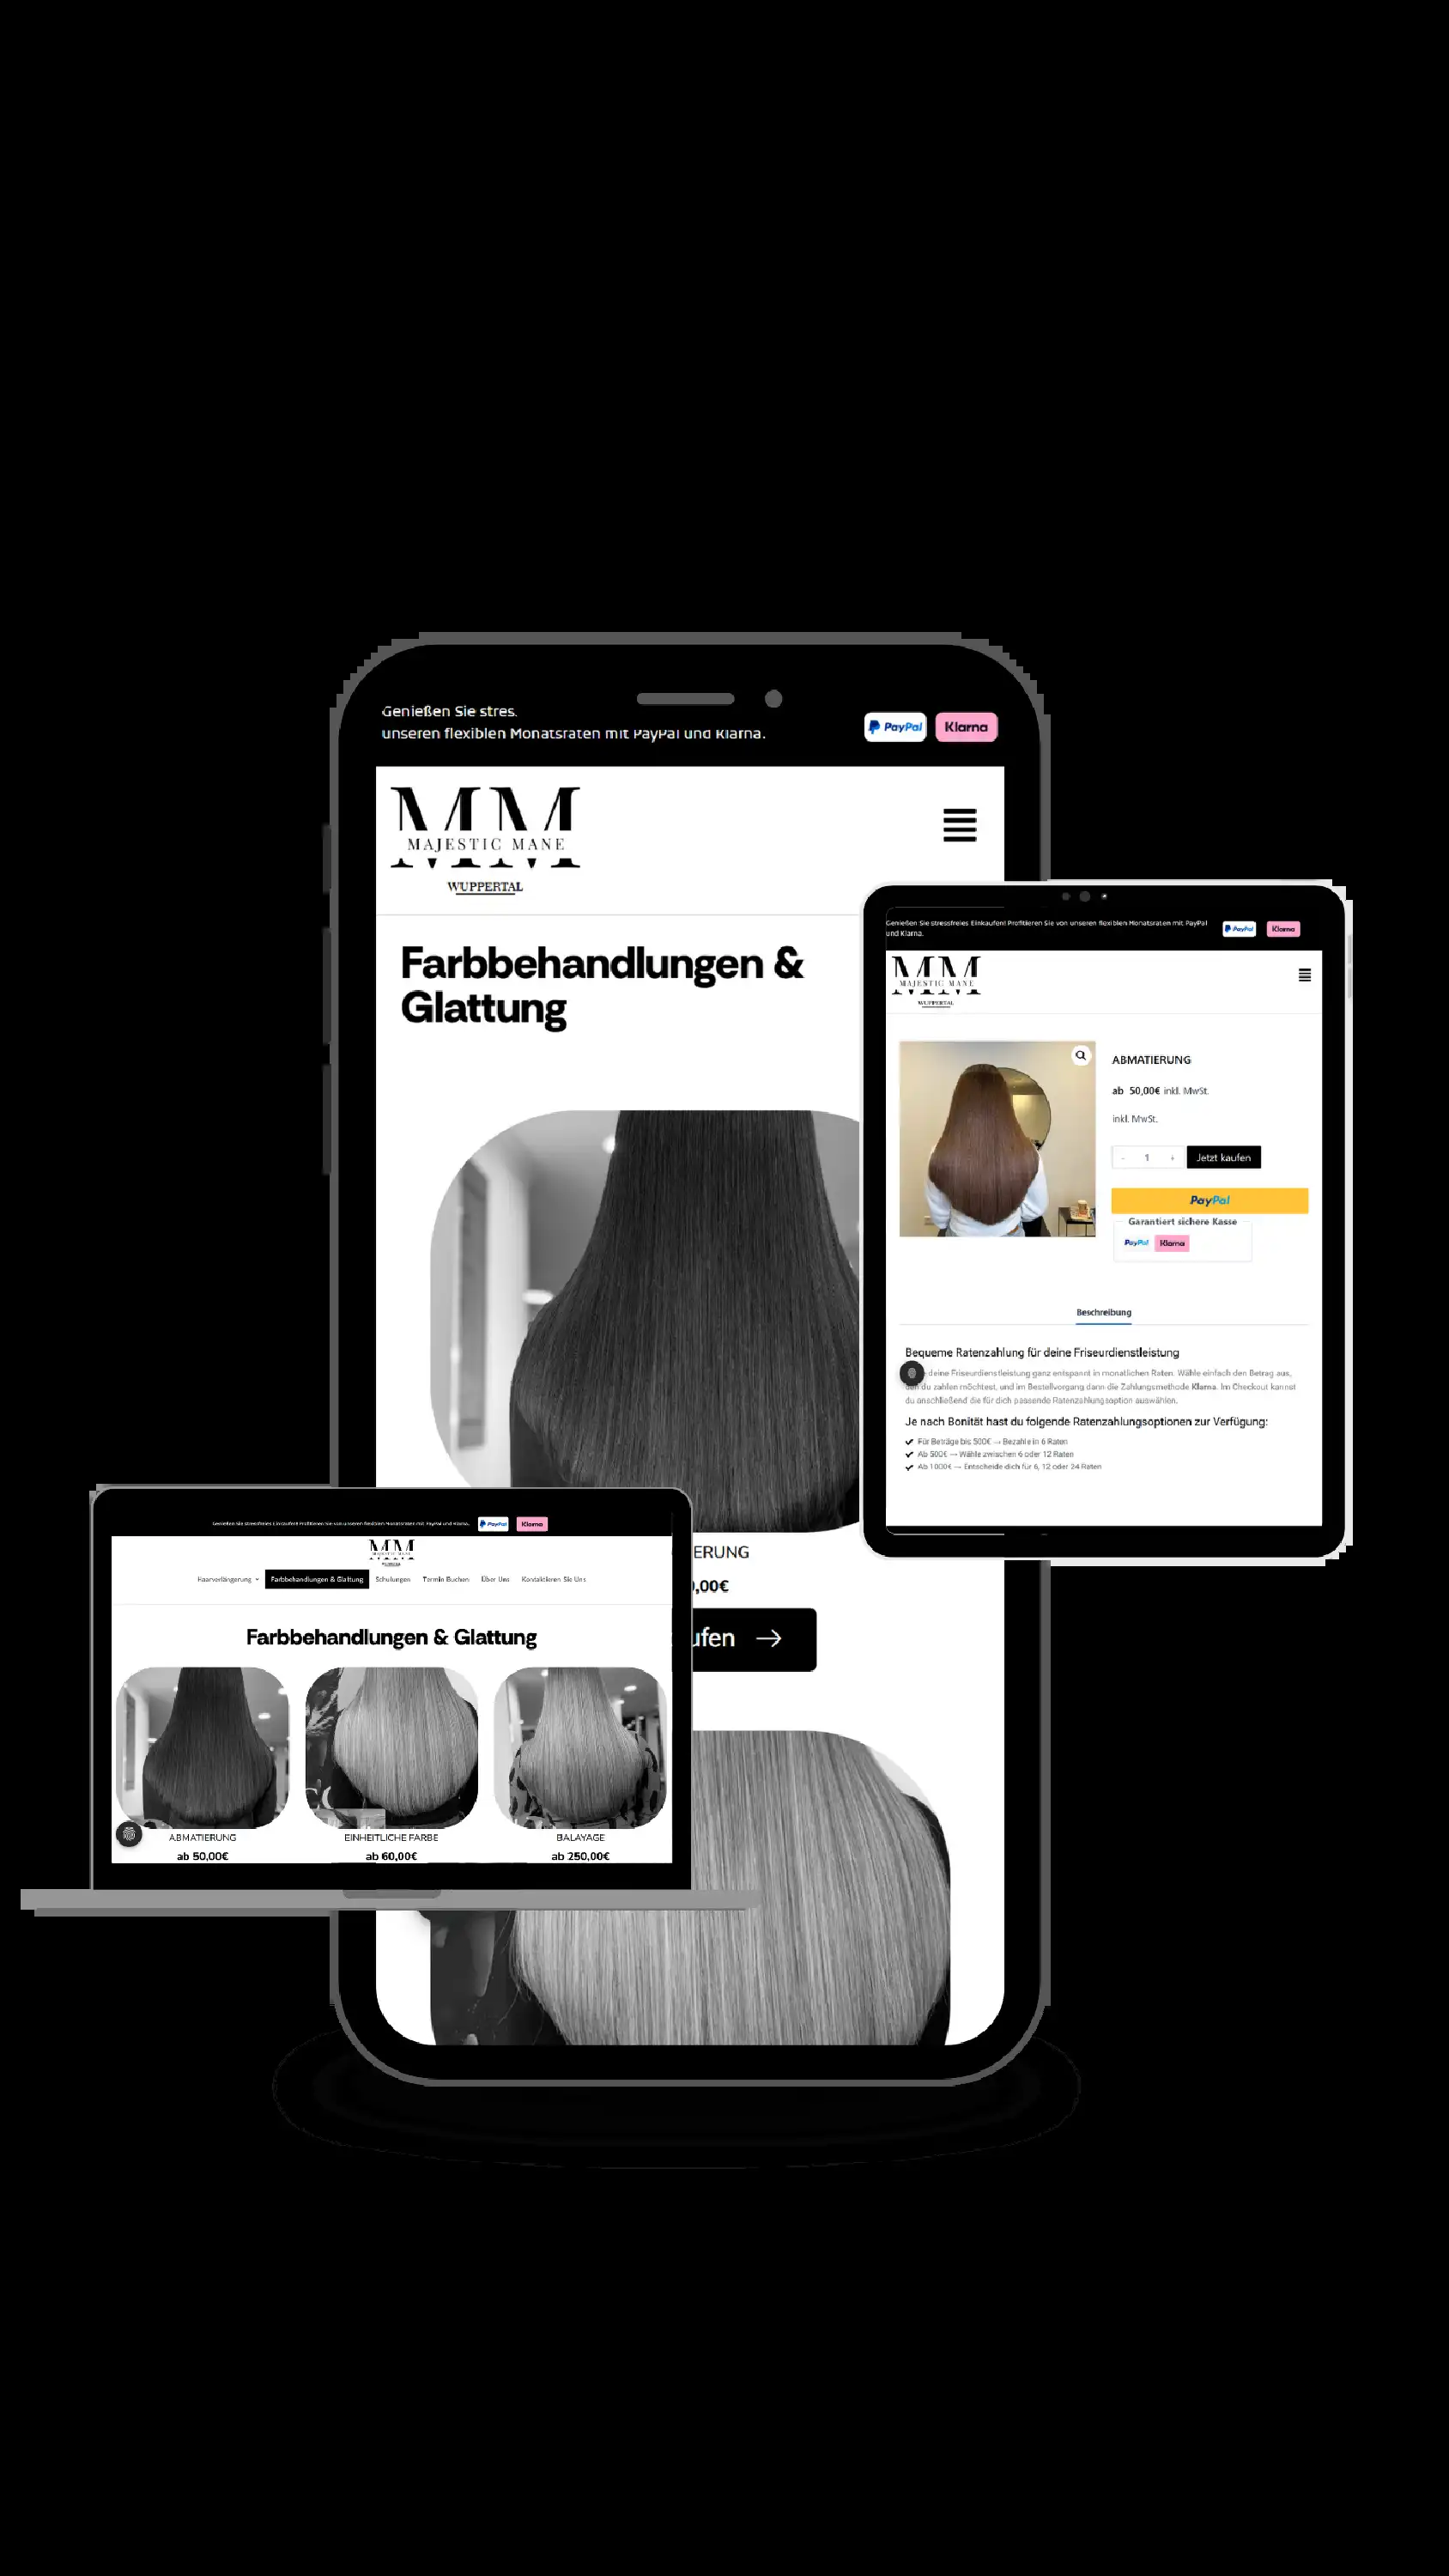 Genießen Sie stres.
unseren flexiblen Monatsraten mit PayPal und Klarna.
PayPal
Klarna
MM
MAJESTIC MANE
WUPPERTAL
Farbbehandlungen &
Glattung
ERUNG
0,00€
ufen →
Genießen Sie stressfreies Einkaufen! Profitieren Sie von unseren flexiblen Monatsraten mit PayPal
und Klarna.
PayPal
Klarna
MM
MAJESTIC MANE
WUPPERTAL
ABMATIERUNG
ab 50,00€ inkl. MwSt.
inkl. MwSt.
- 1 +
Jetzt kaufen
PayPal
Garantiert sichere Kasse
PayPal
Klarna
Beschreibung
Bequeme Ratenzahlung für deine Friseurdienstleistung
deine Friseurdienstleistung ganz entspannt in monatlichen Raten. Wähle einfach den Betrag aus,
den du zahlen möchtest, und im Bestellvorgang dann die Zahlungsmethode Klarna. Im Checkout kannst
du anschließend die für dich passende Ratenzahlungsoption auswählen.
Je nach Bonität hast du folgende Ratenzahlungsoptionen zur Verfügung:
Für Beträge bis 500€ → Bezahle in 6 Raten
Ab 500€ → Wähle zwischen 6 oder 12 Raten
Ab 1000€ → Entscheide dich für 6, 12 oder 24 Raten
Genießen Sie stressfreies Einkaufen! Profitieren Sie von unseren flexiblen Monatsraten mit PayPal und Klarna.
PayPal
Klarna
MM
MAJESTIC MANE
Haarverlängerung
Farbbehandlungen & Glattung
Schulungen
Termin Buchen
Über Uns
Kontaktieren Sie Uns
Farbbehandlungen & Glattung
ABMATIERUNG
ab 50,00€
EINHEITLICHE FARBE
ab 60,00€
BALAYAGE
ab 250,00€